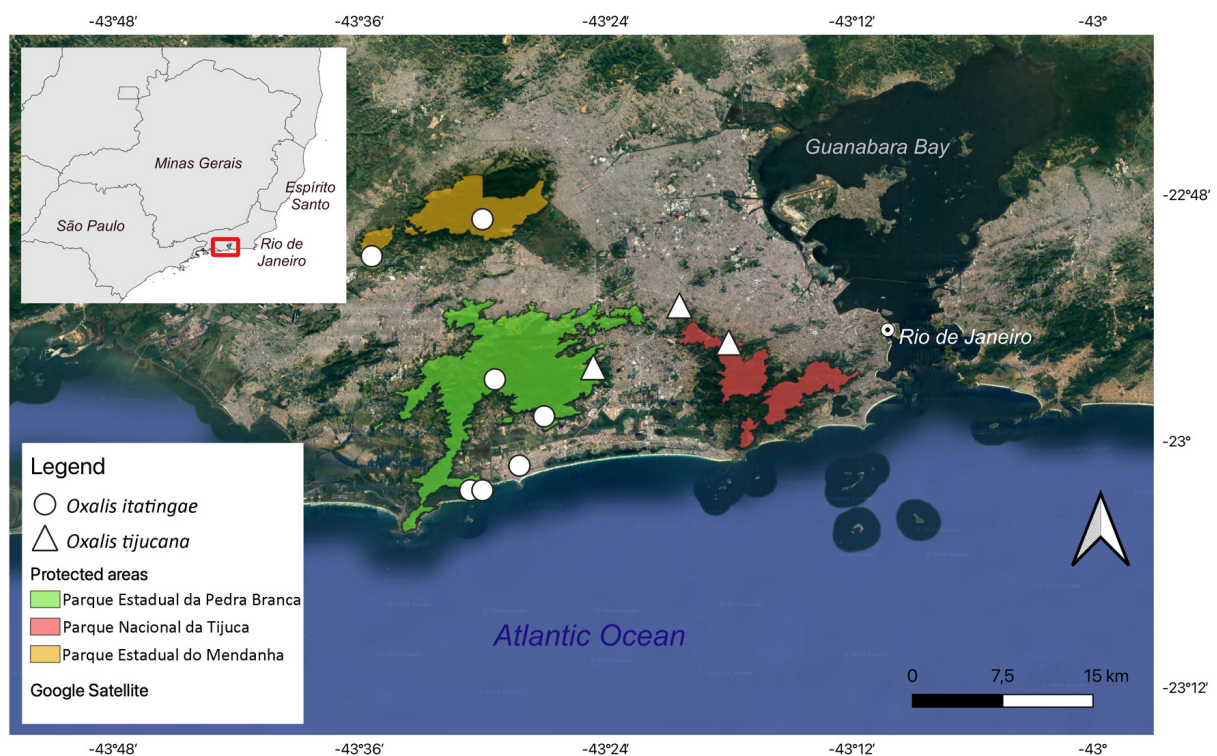 -43°48′ -43°36′ -43°24′ -43°12′ -43°
Minas Gerais
Espírito
Santo
São Paulo
Rio de
Janeiro
Guanabara Bay
-22°48′
Rio de Janeiro
-23°
Legend
Oxalis itatingae
Oxalis tijucana
Protected areas
Parque Estadual da Pedra Branca
Parque Nacional da Tijuca
Parque Estadual do Mendanha
Google Satellite
Atlantic Ocean
0 7,5 15 km
-23°12′
-43°48′ -43°36′ -43°24′ -43°12′ -43°